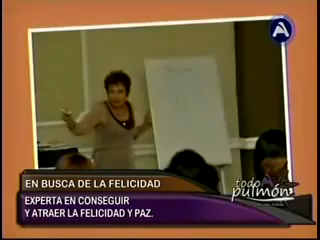 A
EN BUSCA DE LA FELICIDAD
EXPERTA EN CONSEGUIR
Y ATRAER LA FELICIDAD Y PAZ.
todo
pulmón